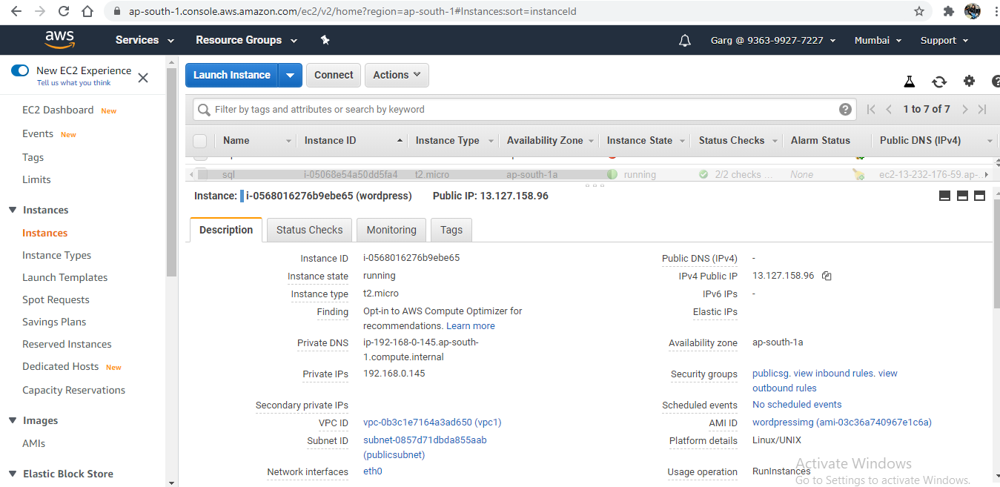 ap-south-1.console.aws.amazon.com/ec2/v2/home?region=ap-south-1#Instances:sort=instanceId
aws Services Resource Groups Garg @ 9363-9927-7227 Mumbai Support
New EC2 Experience
Tell us what you think
EC2 Dashboard New
Events New
Tags
Limits
Instances
Instances
Instance Types
Launch Templates
Spot Requests
Savings Plans
Reserved Instances
Dedicated Hosts New
Capacity Reservations
Images
AMIs
Elastic Block Store
Launch Instance Connect Actions
Filter by tags and attributes or search by keyword 1 to 7 of 7
Name Instance ID Instance Type Availability Zone Instance State Status Checks Alarm Status Public DNS (IPv4)
sql i-05068e54a50dd5fa4 t2.micro ap-south-1a running 2/2 checks ... None ec2-13-232-176-59.ap-...
Instance: i-0568016276b9ebe65 (wordpress) Public IP: 13.127.158.96
Description Status Checks Monitoring Tags
Instance ID i-0568016276b9ebe65 Public DNS (IPv4) -
Instance state running IPv4 Public IP 13.127.158.96
Instance type t2.micro IPv6 IPs -
Finding Opt-in to AWS Compute Optimizer for Elastic IPs
recommendations. Learn more
Private DNS ip-192-168-0-145.ap-south- Availability zone ap-south-1a
1.compute.internal
Private IPs 192.168.0.145 Security groups publicsg. view inbound rules. view
outbound rules
Secondary private IPs Scheduled events No scheduled events
VPC ID vpc-0b3c1e7164a3ad650 (vpc1) AMI ID wordpressimg (ami-03c36a740967e1c6a)
Subnet ID subnet-0857d71dbda855aab Platform details Linux/UNIX
(publicsubnet)
Network interfaces eth0 Usage operation RunInstances
Activate Windows
Go to Settings to activate Windows.